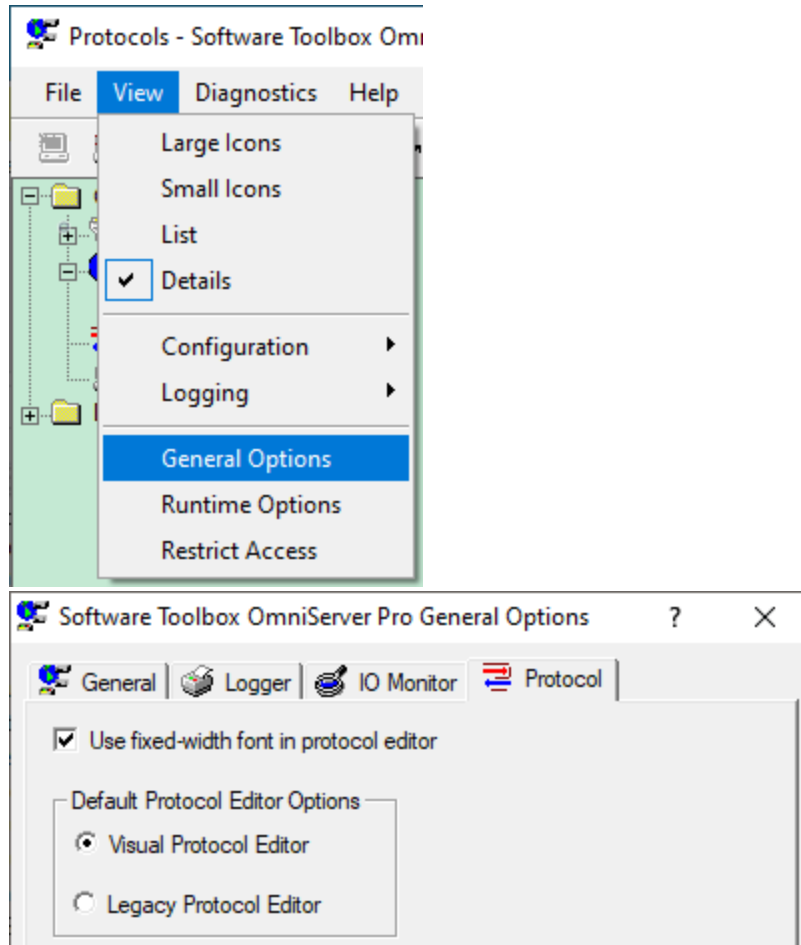 Protocols - Software Toolbox
File View Diagnostics Help
Large Icons
Small Icons
List
Details
Configuration
Logging
General Options
Runtime Options
Restrict Access
Software Toolbox OmniServer Pro General Options ?
General Logger IO Monitor Protocol
Use fixed-width font in protocol editor
Default Protocol Editor Options
Visual Protocol Editor
Legacy Protocol Editor